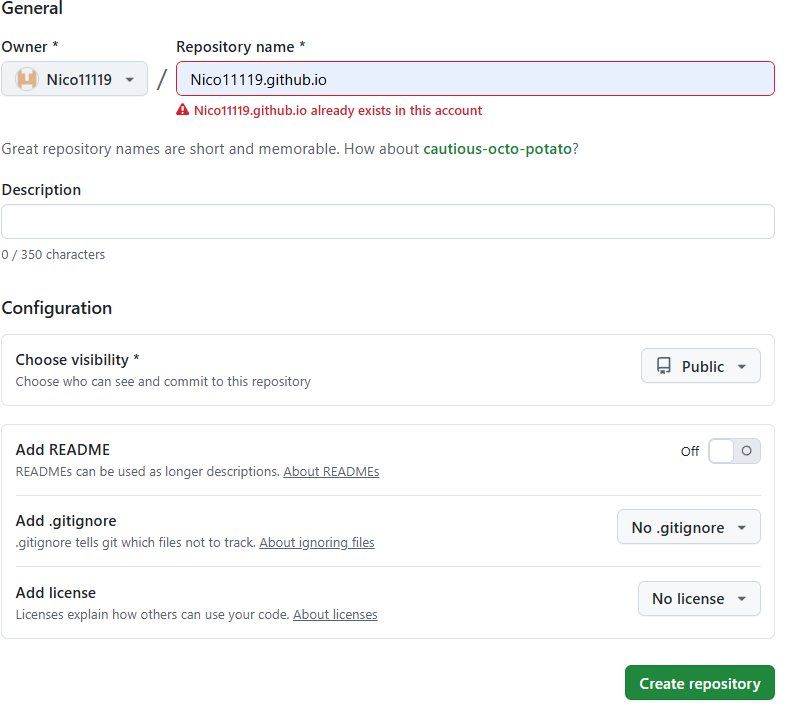 General
Owner *
Repository name *
Nico11119
/
Nico11119.github.io
Nico11119.github.io already exists in this account
Great repository names are short and memorable. How about cautious-octo-potato?
Description
0 / 350 characters
Configuration
Choose visibility *
Choose who can see and commit to this repository
Public
Add README
READMEs can be used as longer descriptions. About READMEs
Off
Add .gitignore
.gitignore tells git which files not to track. About ignoring files
No .gitignore
Add license
Licenses explain how others can use your code. About licenses
No license
Create repository